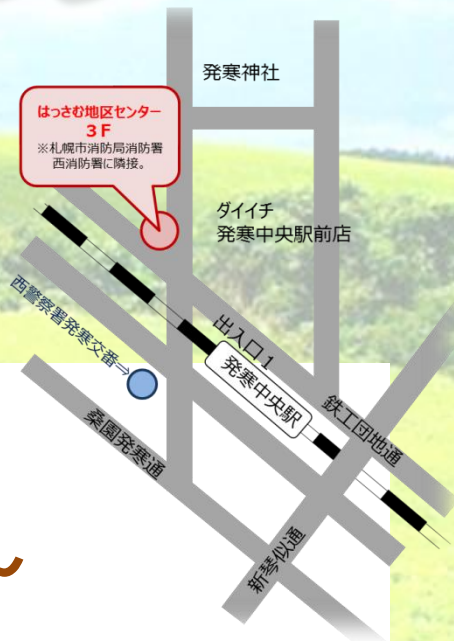 発寒神社
はっさむ地区センター
３Ｆ
※札幌市消防局消防署
西消防署に隣接。
ダイイチ
発寒中央駅前店
西警察署発寒交番⇒
出入口１
発寒中央駅
鉄工団地通
桑園発寒通
新琴似通